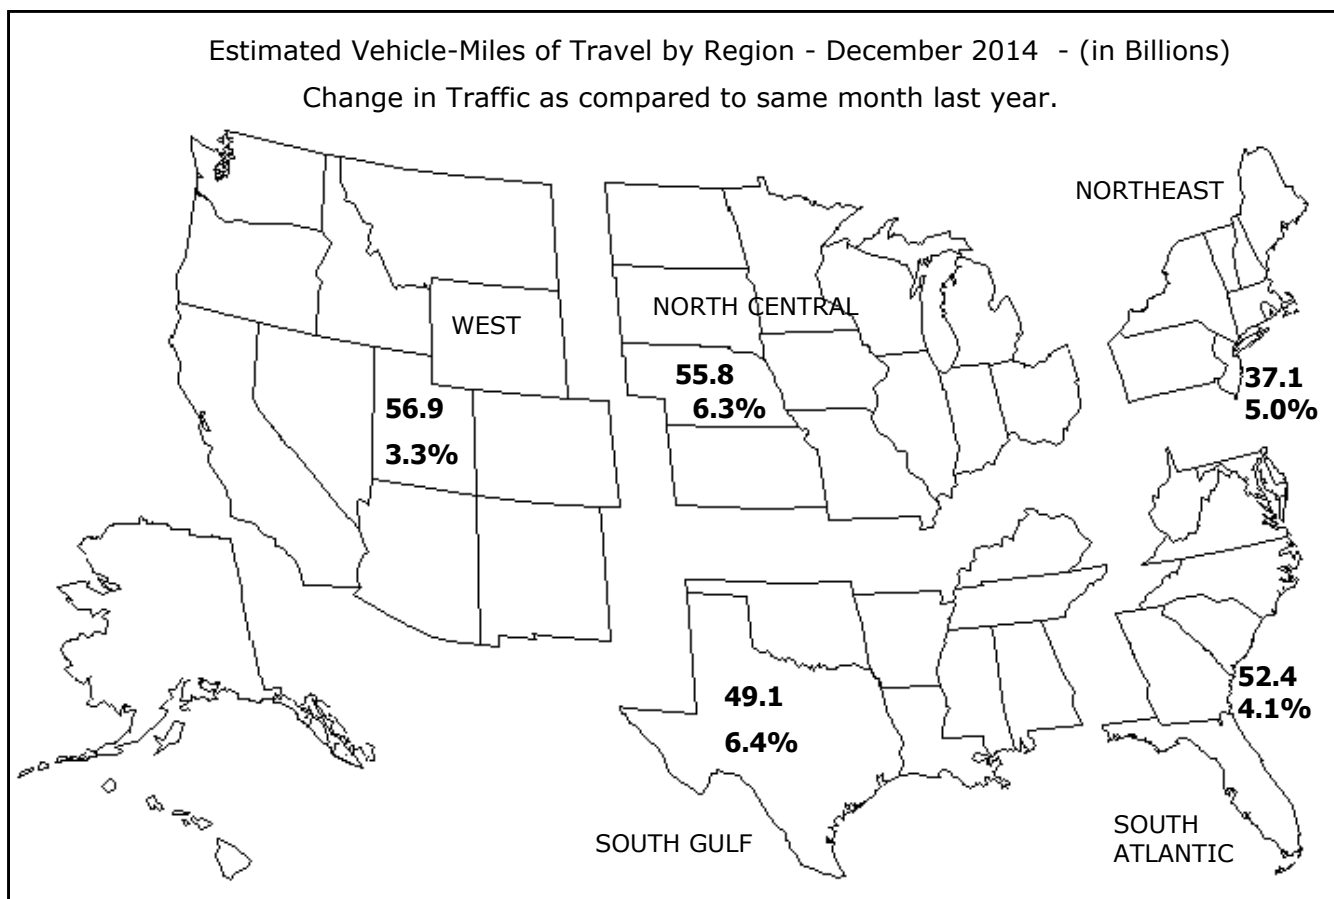 Estimated Vehicle-Miles of Travel by Region - December 2014 - (in Billions)
Change in Traffic as compared to same month last year.
NORTHEAST
37.1
5.0%
WEST
56.9
3.3%
NORTH CENTRAL
55.8
6.3%
49.1
6.4%
SOUTH GULF
52.4
4.1%
SOUTH
ATLANTIC